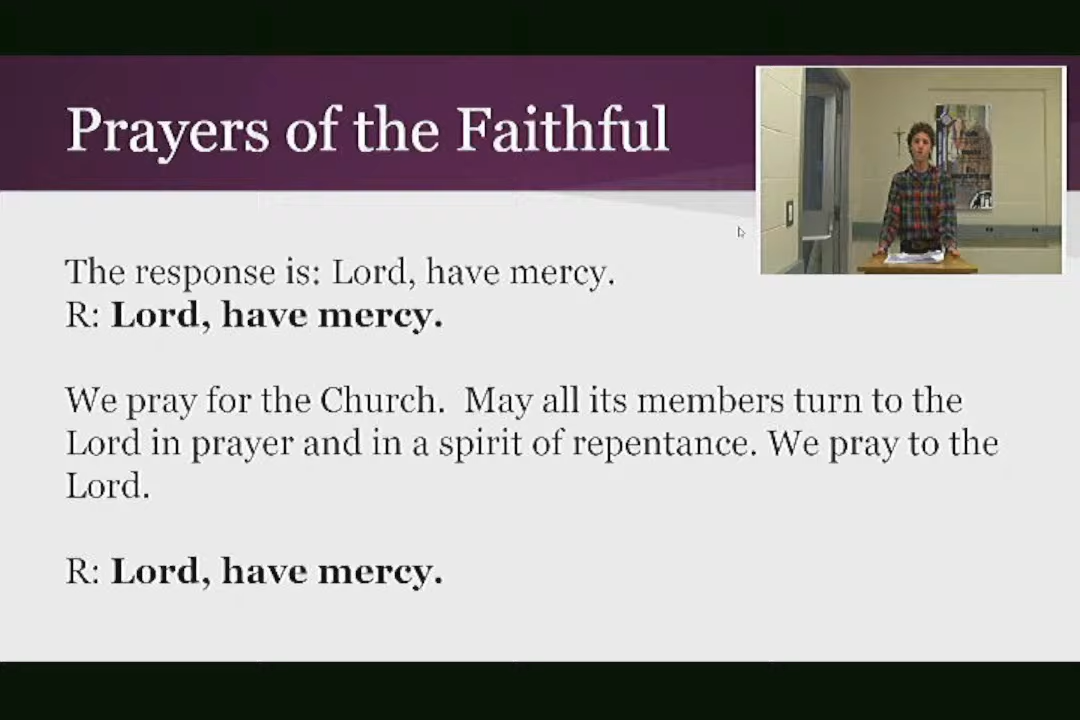 Prayers of the Faithful
The response is: Lord, have mercy.
R: Lord, have mercy.
We pray for the Church.  May all its members turn to the
Lord in prayer and in a spirit of repentance. We pray to the
Lord.
R: Lord, have mercy.